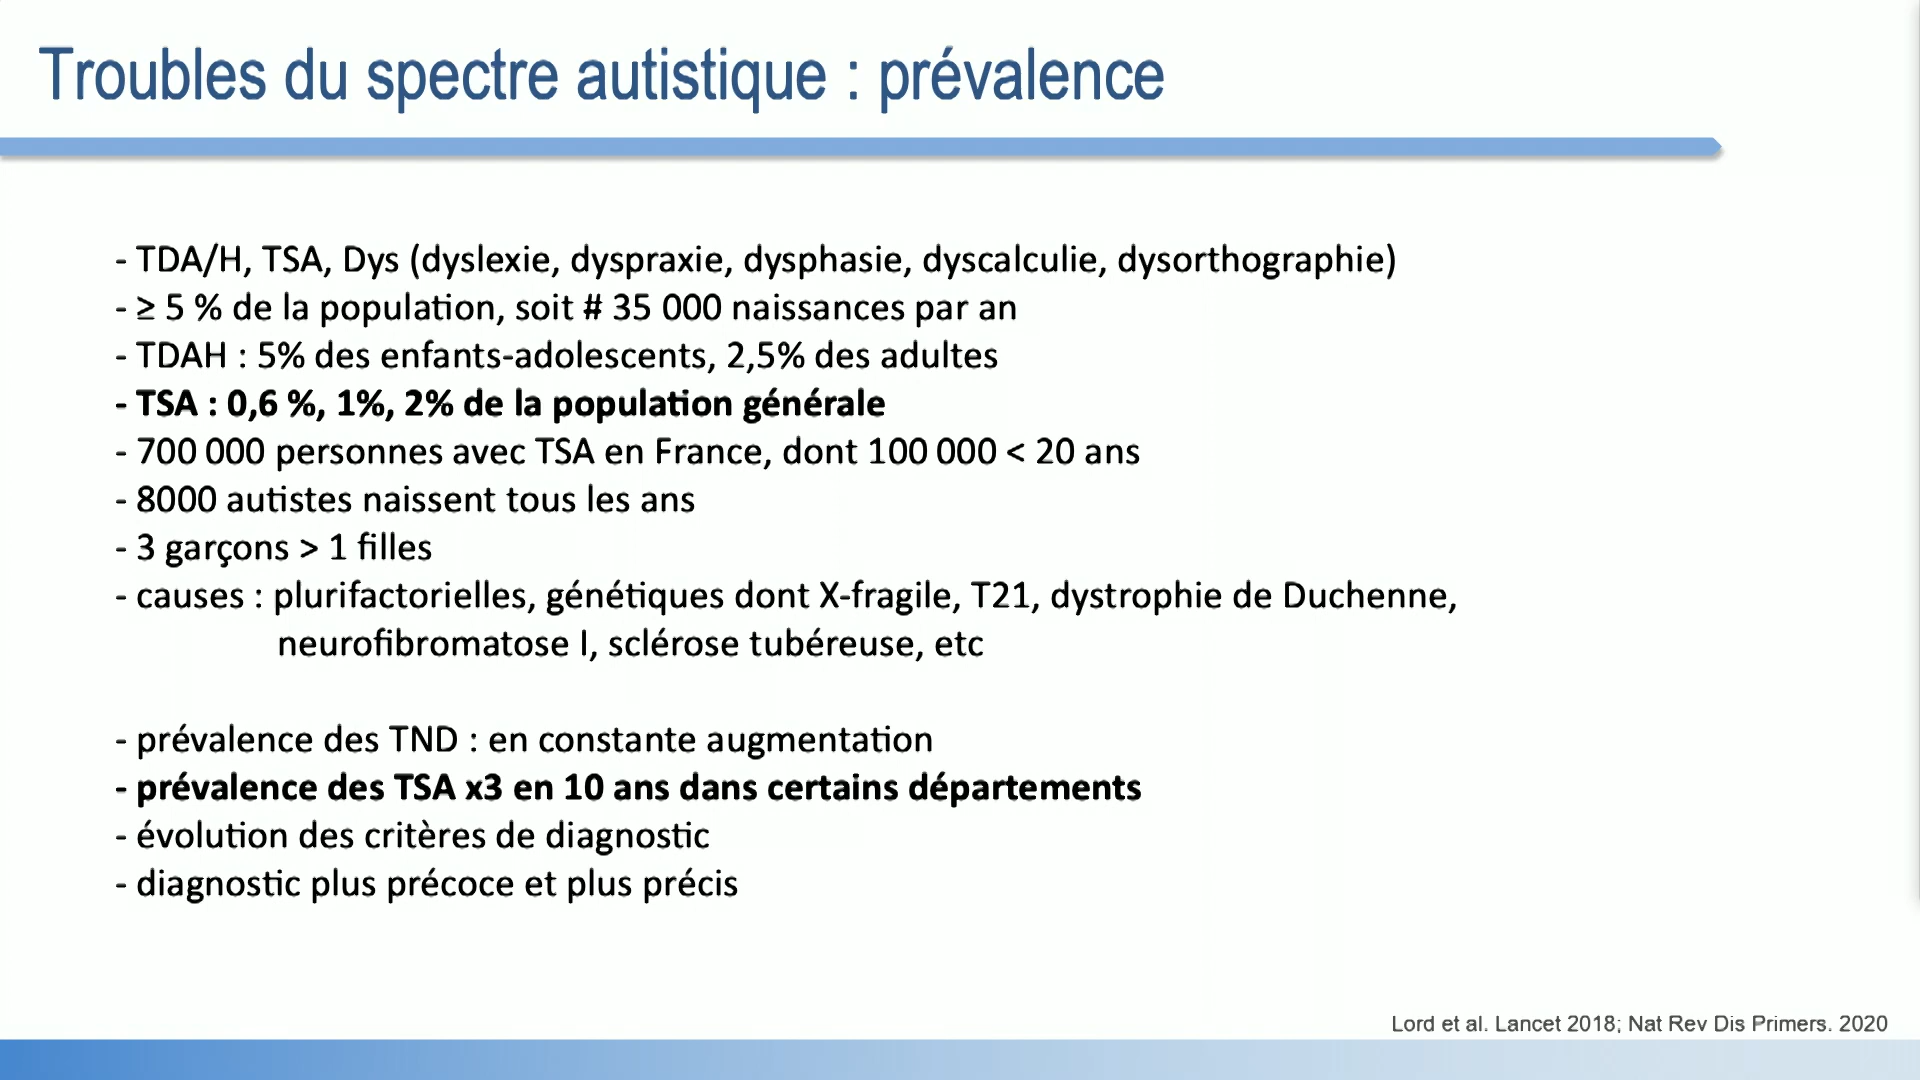 Troubles du spectre autistique : prévalence
- TDA/H, TSA, Dys (dyslexie, dyspraxie, dysphasie, dyscalculie, dysorthographie)
- ≥ 5 % de la population, soit # 35 000 naissances par an
- TDAH : 5% des enfants-adolescents, 2,5% des adultes
- TSA : 0,6 %, 1%, 2% de la population générale
- 700 000 personnes avec TSA en France, dont 100 000 < 20 ans
- 8000 autistes naissent tous les ans
- 3 garçons > 1 filles
- causes : plurifactorielles, génétiques dont X-fragile, T21, dystrophie de Duchenne,
neurofibromatose I, sclérose tubéreuse, etc
- prévalence des TND : en constante augmentation
- prévalence des TSA x3 en 10 ans dans certains départements
- évolution des critères de diagnostic
- diagnostic plus précoce et plus précis
Lord et al. Lancet 2018; Nat Rev Dis Primers. 2020